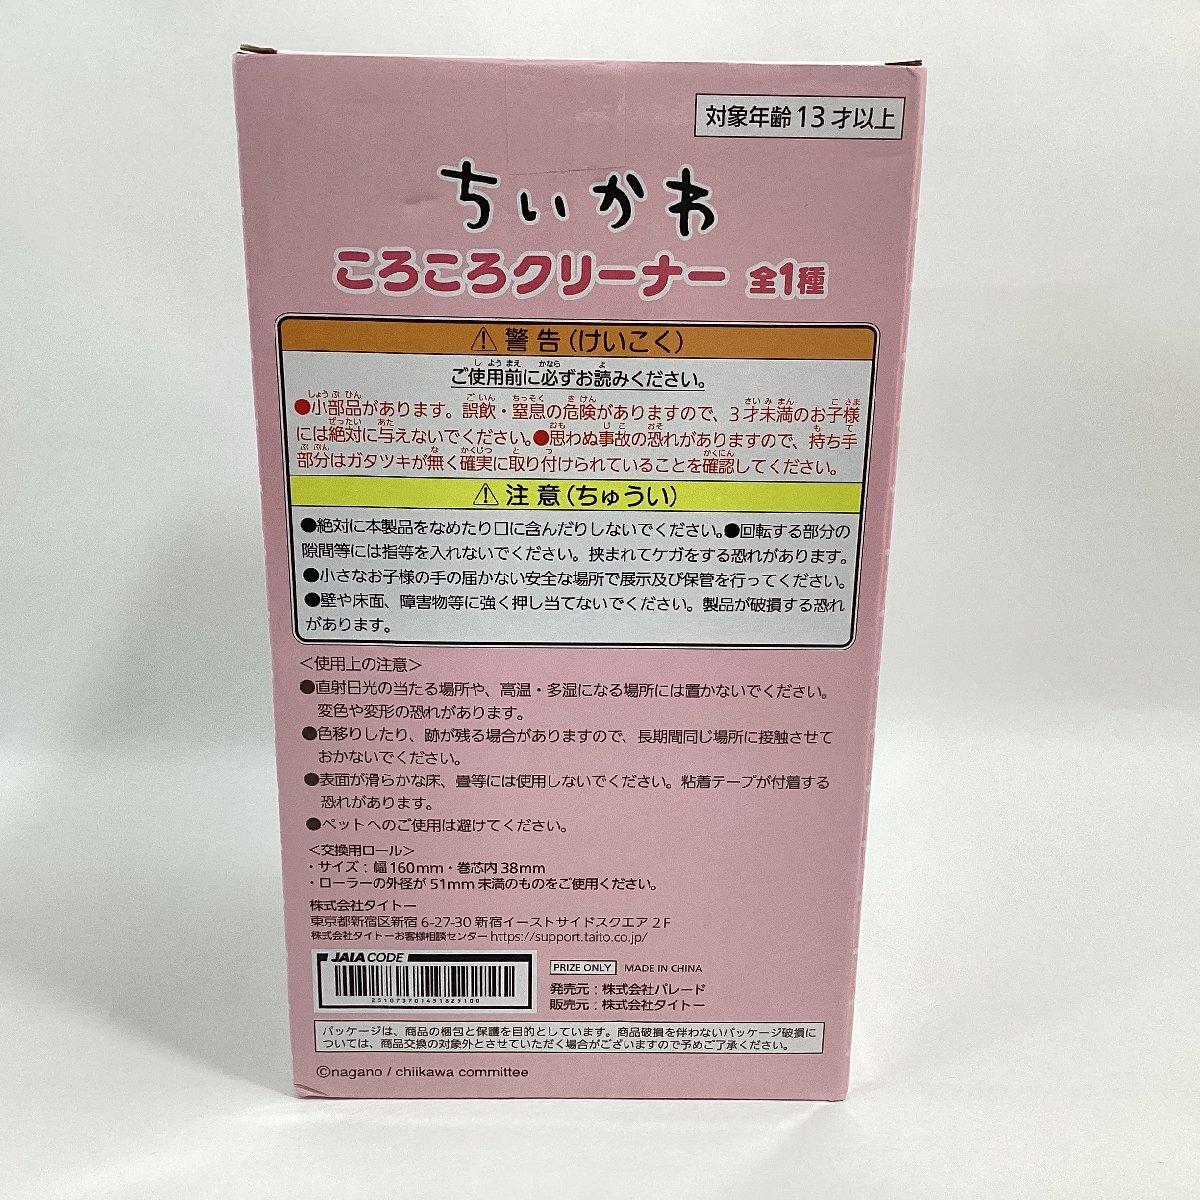 対象年齢13才以上
ちいかわ
ころころクリーナー 全1種
⚠警告(けいこく)
ご使用前に必ずお読みください。
●小部品があります。誤飲・窒息の危険がありますので、3才未満のお子様
には絶対に与えないでください。●思わぬ事故の恐れがありますので、持ち手
部分はガタツキが無く確実に取り付けられていることを確認してください。
⚠注意(ちゅうい)
●絶対に本製品をなめたり口に含んだりしないでください。●回転する部分の
隙間等には指等を入れないでください。挟まれてケガをする恐れがあります。
●小さなお子様の手の届かない安全な場所で展示及び保管を行ってください。
●壁や床面、障害物等に強く押し当てないでください。製品が破損する恐れ
があります。
<使用上の注意>
●直射日光の当たる場所や、高温・多湿になる場所には置かないでください。
変色や変形の恐れがあります。
●色移りしたり、跡が残る場合がありますので、長期間同じ場所に接触させて
おかないでください。
●表面が滑らかな床、畳等には使用しないでください。粘着テープが付着する
恐れがあります。
●ペットへのご使用は避けてください。
<交換用ロール>
・サイズ：幅160mm・巻芯内38mm
・ローラーの外径が51mm未満のものをご使用ください。
株式会社タイトー
東京都新宿区新宿6-27-30 新宿イーストサイドスクエア 2F
株式会社タイトーお客様相談センター https://support.taito.co.jp/
JAIA CODE
PRIZE ONLY MADE IN CHINA
発売元：株式会社パレード
販売元：株式会社タイトー
パッケージは、商品の梱包と保護を目的としています。商品破損を伴わないパッケージ破損に
ついては、商品交換の対象外とさせていただく場合がございますので予めご了承ください。
©nagano / chiikawa committee